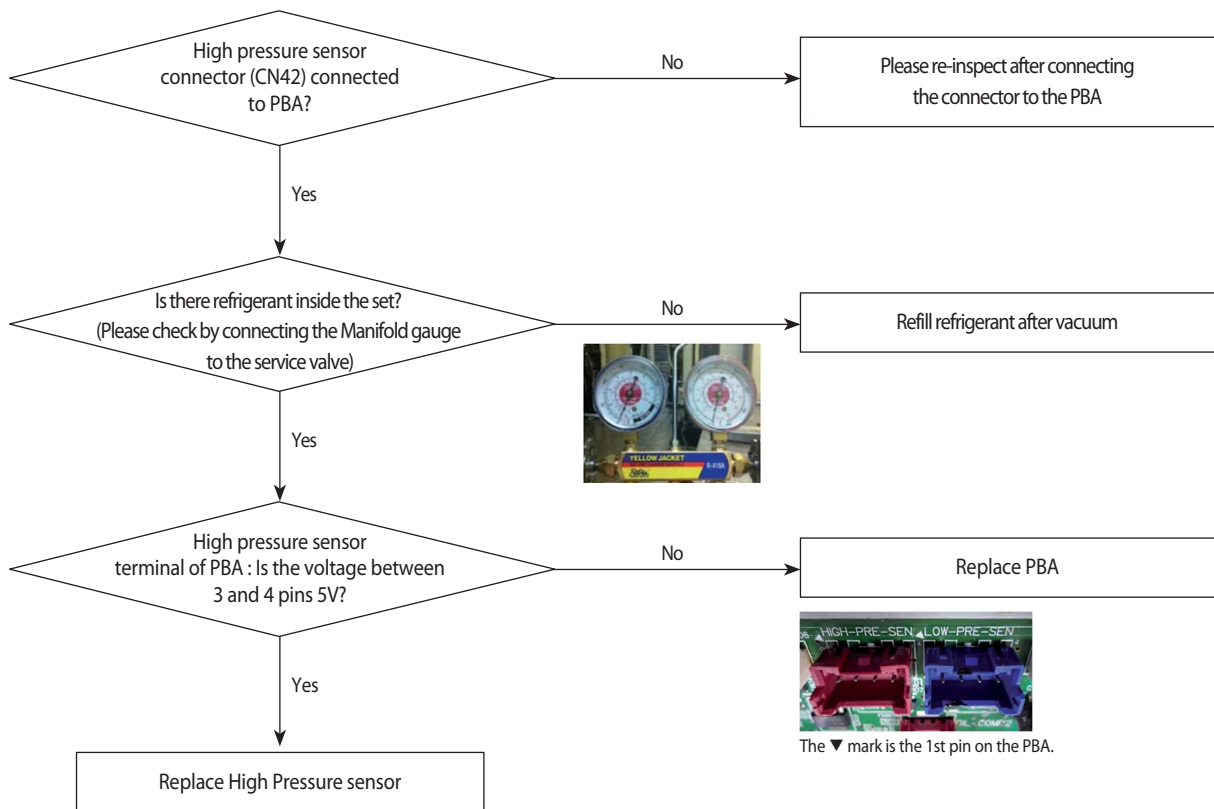 High pressure sensor
connector (CN42) connected
to PBA?
No
Please re-inspect after connecting
the connector to the PBA
Yes
Is there refrigerant inside the set?
(Please check by connecting the Manifold gauge
to the service valve)
No
Refill refrigerant after vacuum
YELLOW JACKET
R-410A
Yes
High pressure sensor
terminal of PBA : Is the voltage between
3 and 4 pins 5V?
No
Replace PBA
HIGH-PRE-SEN LOW-PRE-SEN
The ▼ mark is the 1st pin on the PBA.
Yes
Replace High Pressure sensor